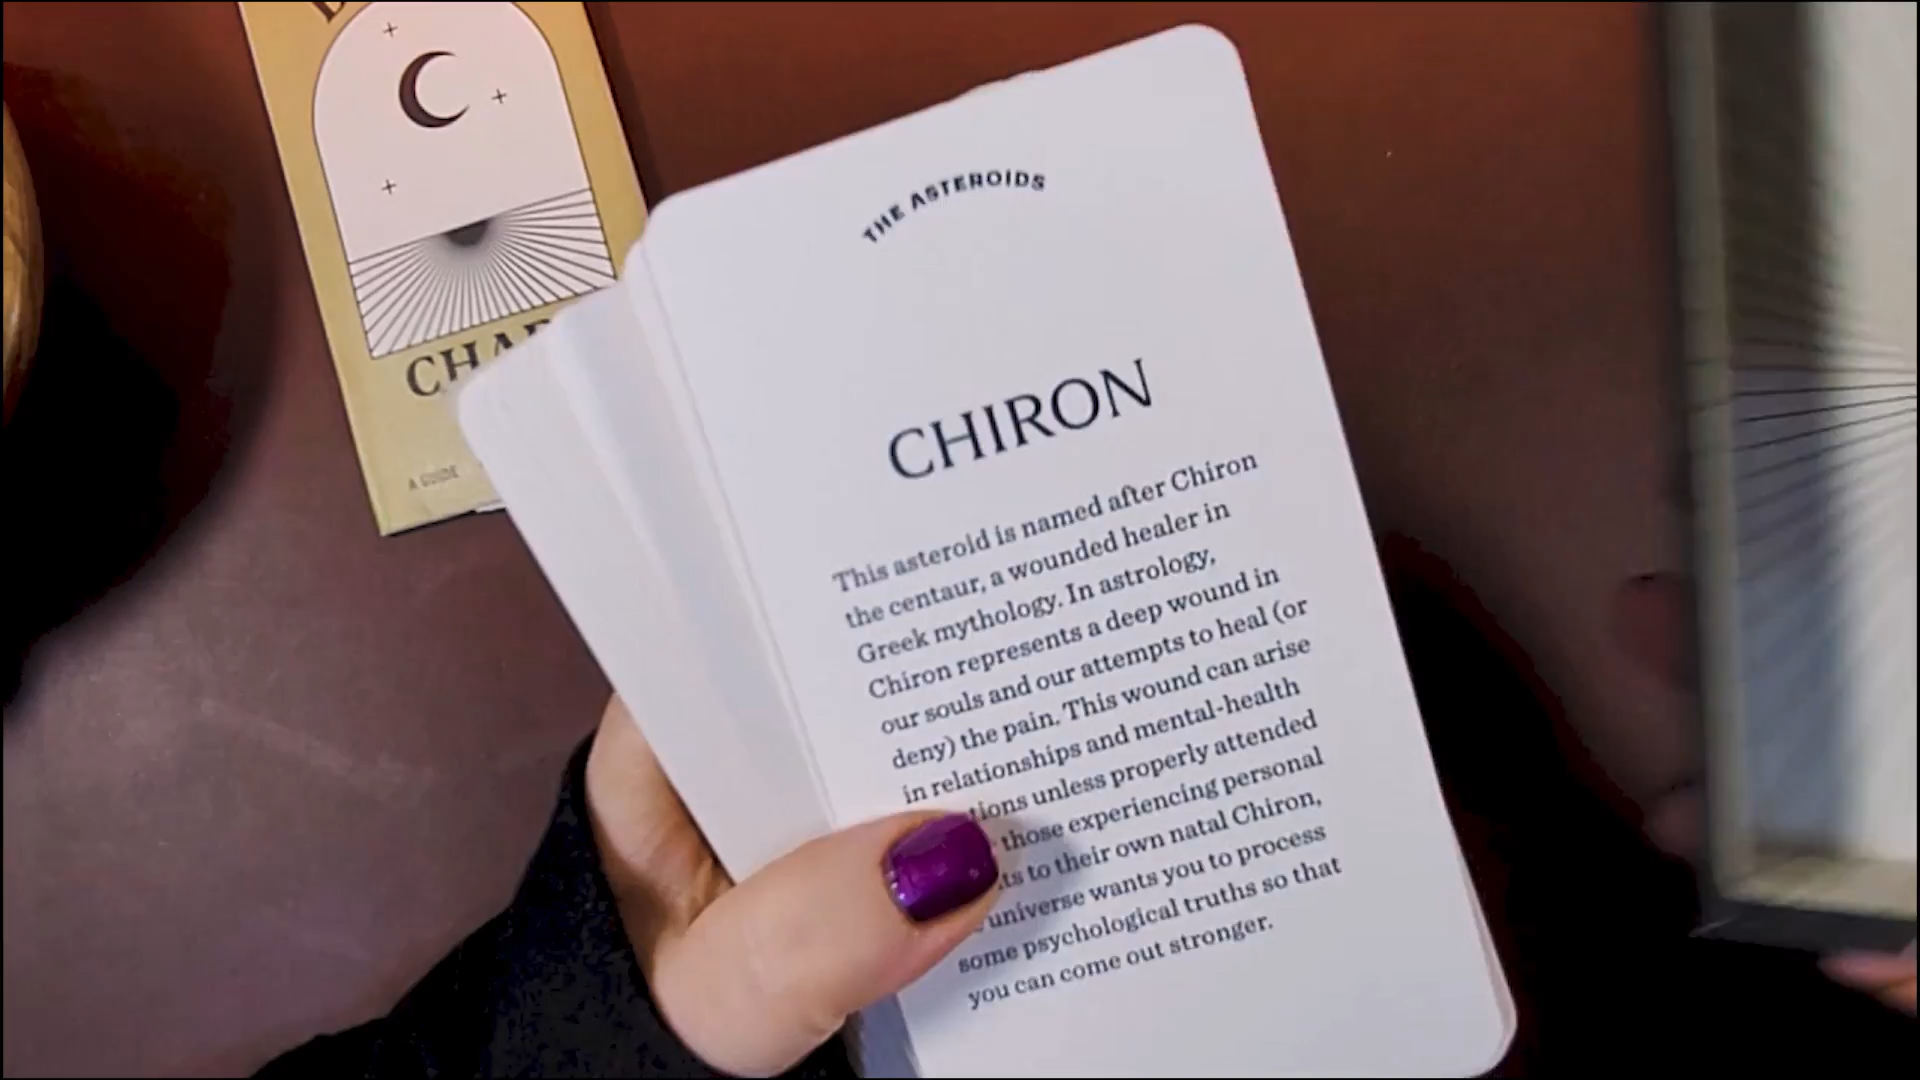 CHAR
A GUIDE
THE ASTEROIDS
CHIRON
This asteroid is named after Chiron
the centaur, a wounded healer in
Greek mythology. In astrology,
Chiron represents a deep wound in
our souls and our attempts to heal (or
deny) the pain. This wound can arise
in relationships and mental-health
tions unless properly attended
those experiencing personal
ts to their own natal Chiron,
universe wants you to process
some psychological truths so that
you can come out stronger.